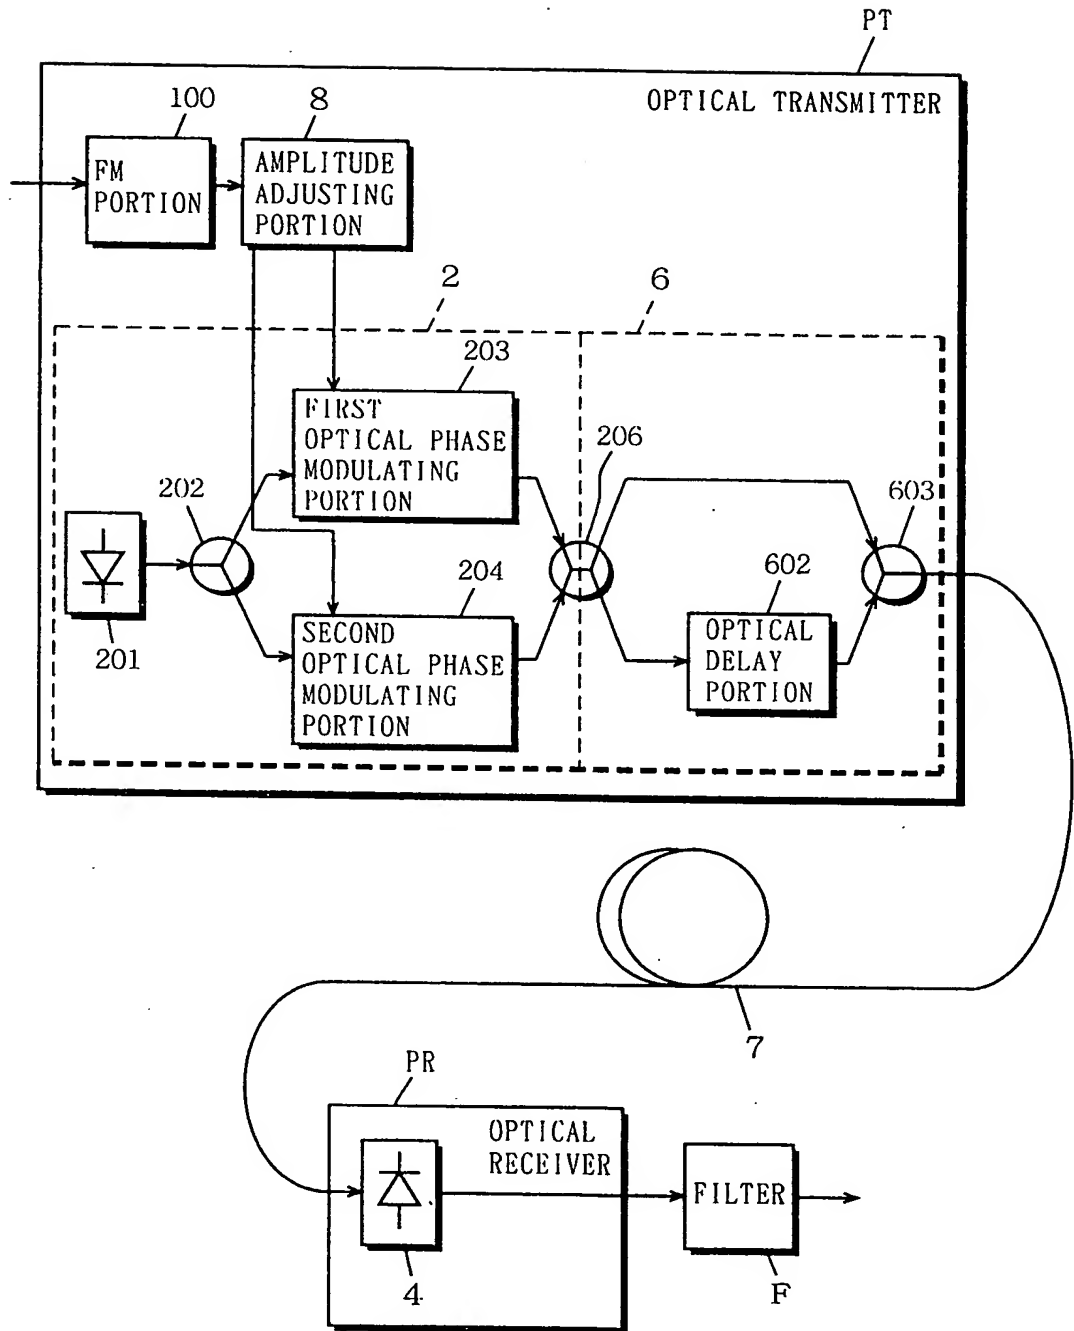 PT
OPTICAL TRANSMITTER
100
8
FM
PORTION
AMPLITUDE
ADJUSTING
PORTION
2
6
203
FIRST
OPTICAL PHASE
MODULATING
PORTION
206
202
603
201
204
602
SECOND
OPTICAL PHASE
MODULATING
PORTION
OPTICAL
DELAY
PORTION
7
PR
OPTICAL
RECEIVER
4
FILTER
F